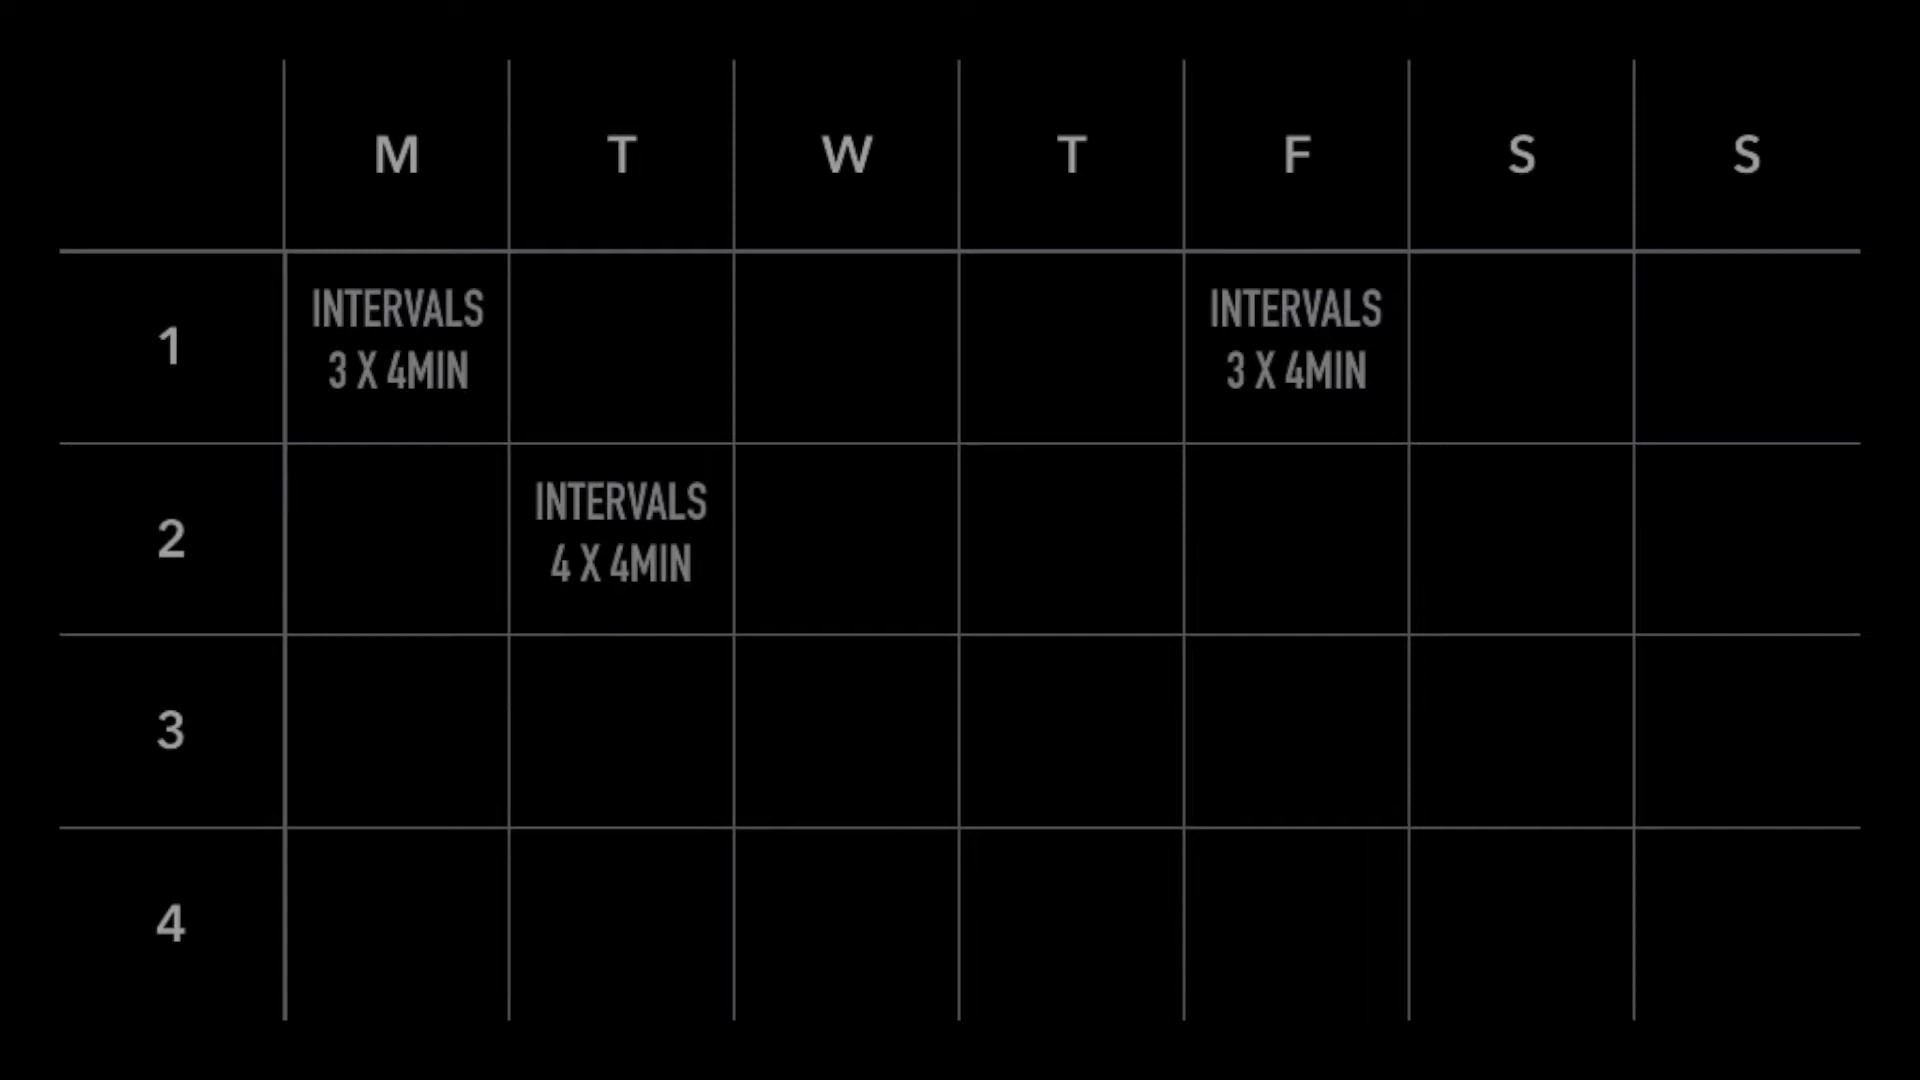 M T W T F S S
1 INTERVALS 3 X 4MIN INTERVALS 3 X 4MIN
2 INTERVALS 4 X 4MIN
3
4